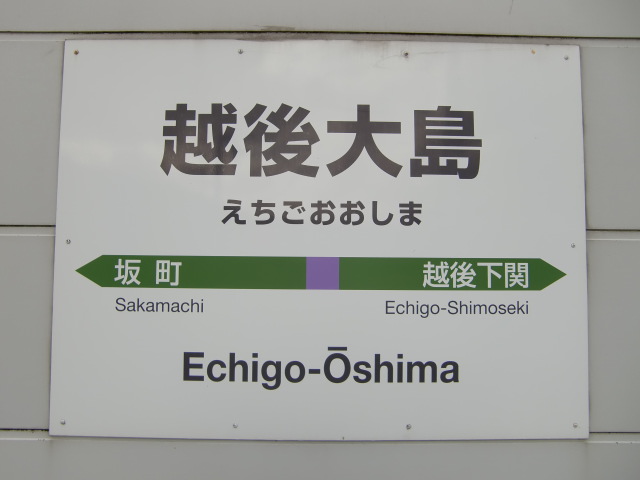 越後大島
えちごおおしま
坂町 越後下関
Sakamachi Echigo-Shimoseki
Echigo-Ōshima